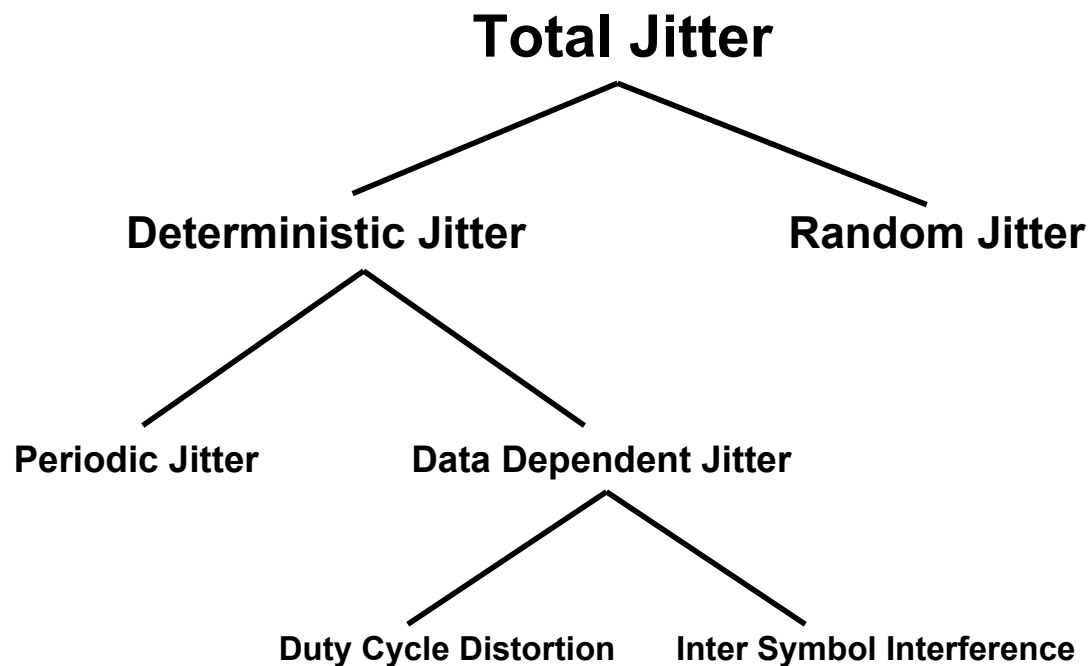 Total Jitter
Deterministic Jitter
Random Jitter
Periodic Jitter
Data Dependent Jitter
Duty Cycle Distortion
Inter Symbol Interference